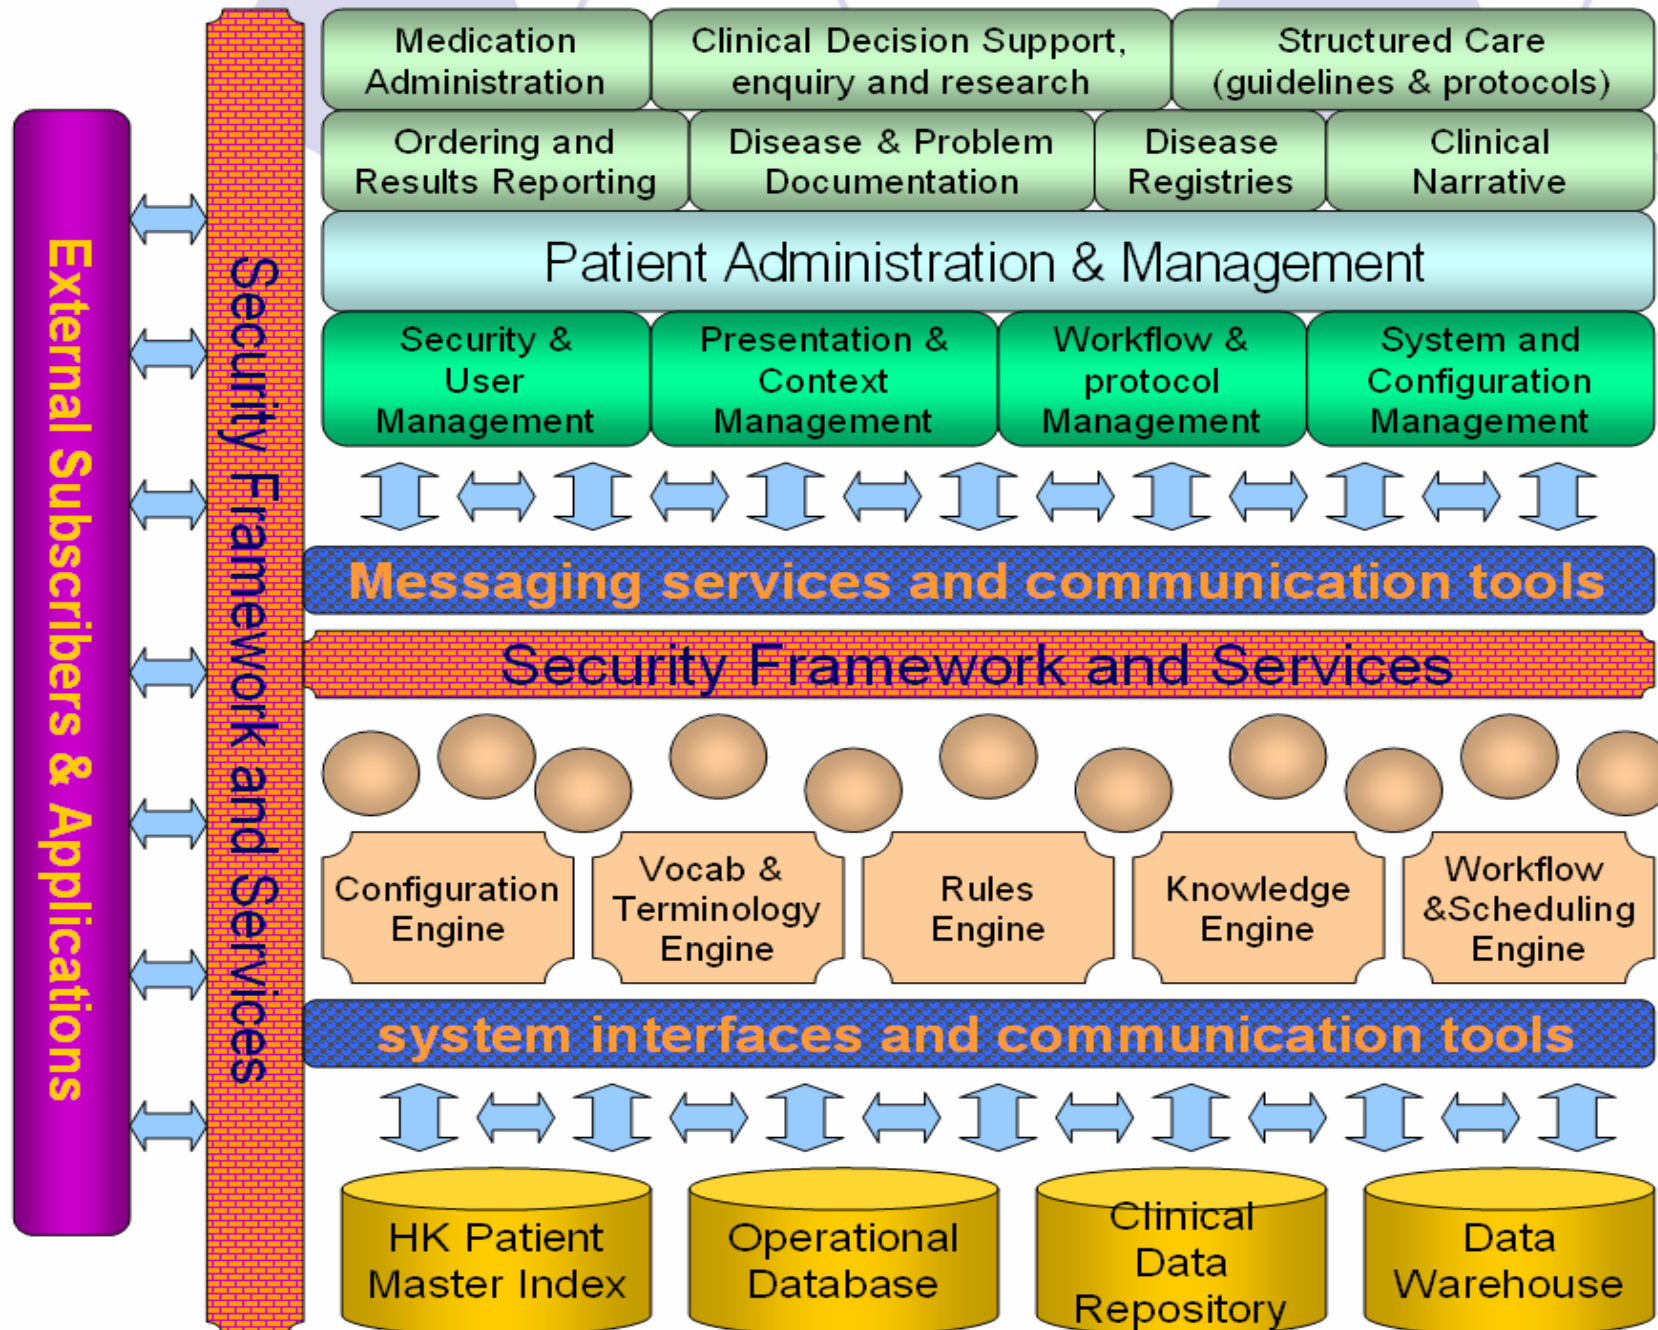 Medication
Administration
Clinical Decision Support,
enquiry and research
Structured Care
(guidelines & protocols)
Ordering and
Results Reporting
Disease & Problem
Documentation
Disease
Registries
Clinical
Narrative
Patient Administration & Management
Security &
User
Management
Presentation &
Context
Management
Workflow &
protocol
Management
System and
Configuration
Management
External Subscribers & Applications
Security Framework and Services
Messaging services and communication tools
Security Framework and Services
Configuration
Engine
Vocab &
Terminology
Engine
Rules
Engine
Knowledge
Engine
Workflow
&Scheduling
Engine
system interfaces and communication tools
HK Patient
Master Index
Operational
Database
Clinical
Data
Repository
Data
Warehouse